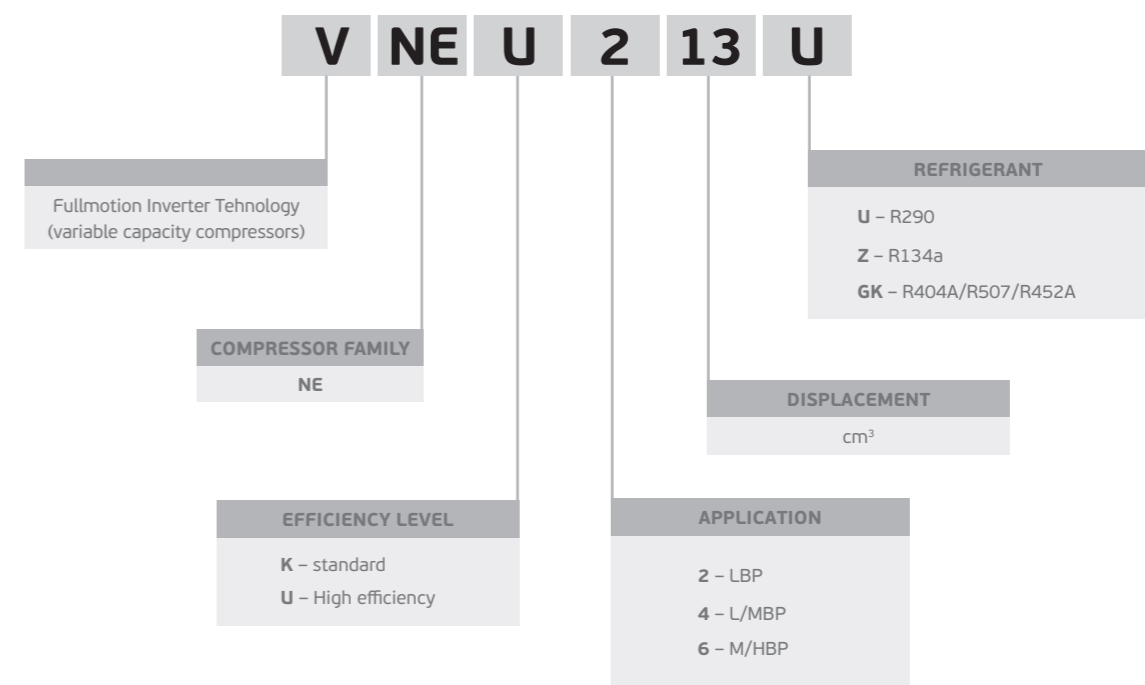 V NE U 2 13 U
Fullmotion Inverter Tehnology
(variable capacity compressors)
REFRIGERANT
U – R290
Z – R134a
GK – R404A/R507/R452A
COMPRESSOR FAMILY
NE
DISPLACEMENT
cm³
EFFICIENCY LEVEL
K – standard
U – High efficiency
APPLICATION
2 – LBP
4 – L/MBP
6 – M/HBP